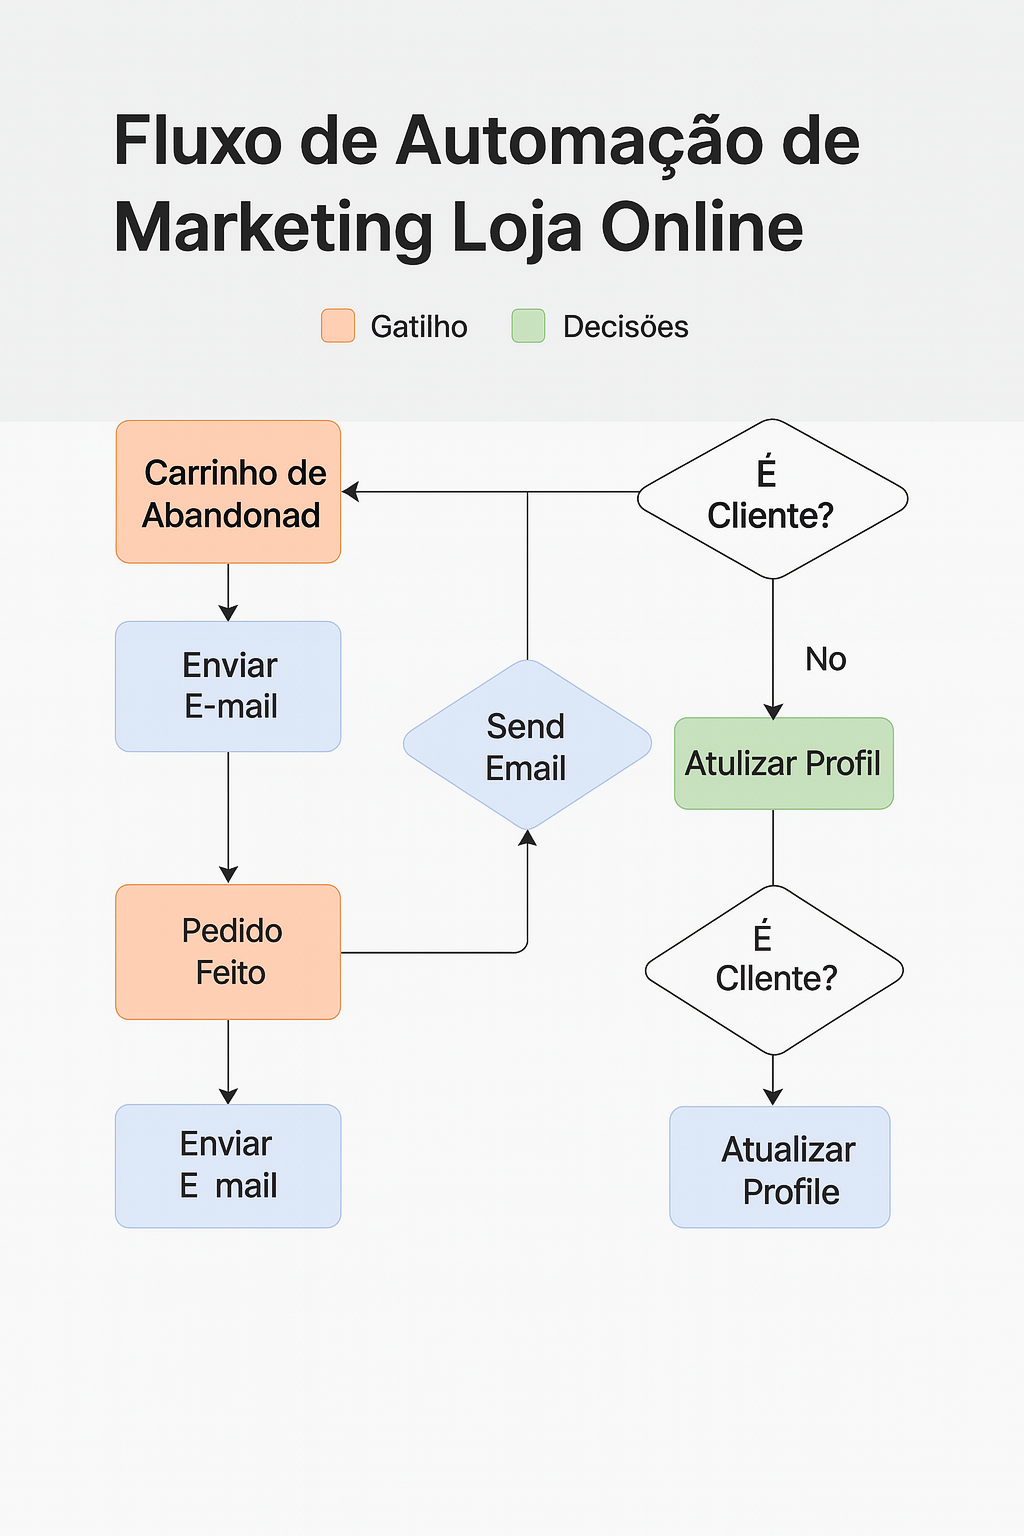 Fluxo de Automação de
Marketing Loja Online
Gatilho
Decisões
Carrinho de
Abandonad
É
Cliente?
Enviar
E-mail
No
Send
Email
Atulizar Profil
Pedido
Feito
É
Cllente?
Enviar
E mail
Atualizar
Profile